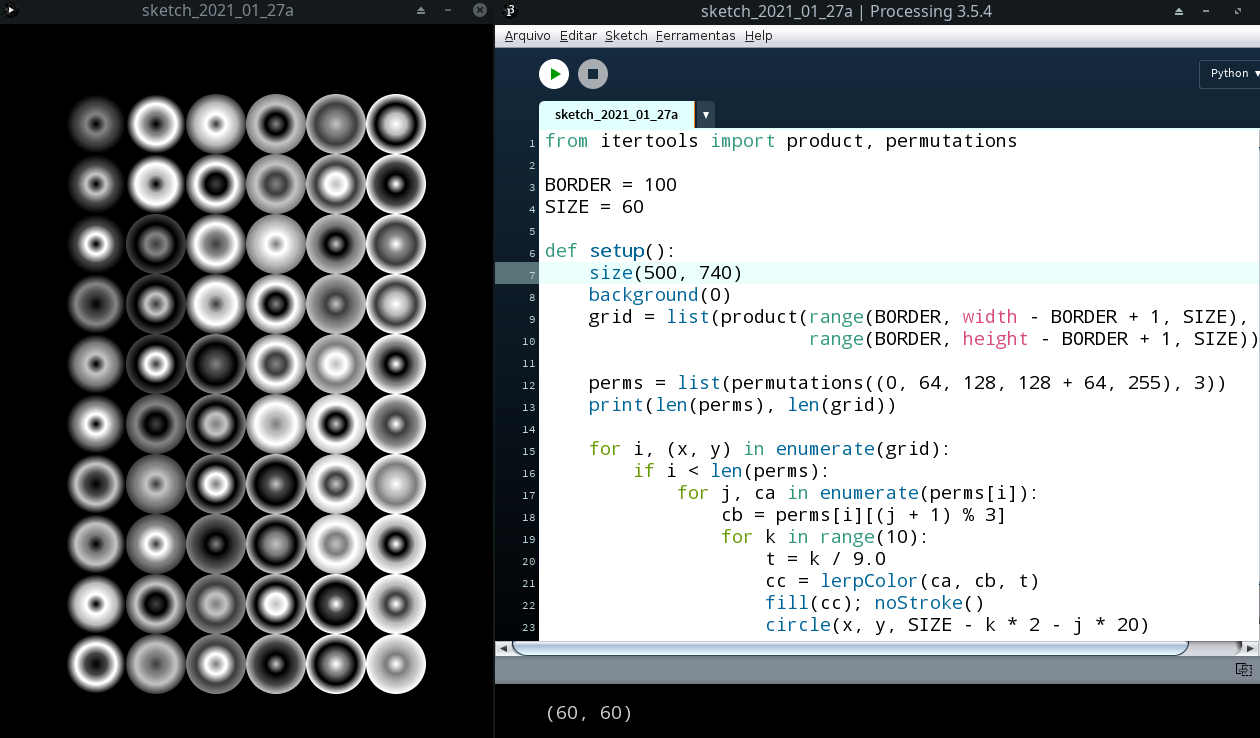 sketch_2021_01_27a
sketch_2021_01_27a | Processing 3.5.4
Arquivo Editar Sketch Ferramentas Help
Python
sketch_2021_01_27a
1 from itertools import product, permutations
2
3 BORDER = 100
4 SIZE = 60
5
6 def setup():
7     size(500, 740)
8     background(0)
9     grid = list(product(range(BORDER, width - BORDER + 1, SIZE),
10                         range(BORDER, height - BORDER + 1, SIZE))
11
12     perms = list(permutations((0, 64, 128, 128 + 64, 255), 3))
13     print(len(perms), len(grid))
14
15     for i, (x, y) in enumerate(grid):
16         if i < len(perms):
17             for j, ca in enumerate(perms[i]):
18                 cb = perms[i][(j + 1) % 3]
19                 for k in range(10):
20                     t = k / 9.0
21                     cc = lerpColor(ca, cb, t)
22                     fill(cc); noStroke()
23                     circle(x, y, SIZE - k * 2 - j * 20)
(60, 60)